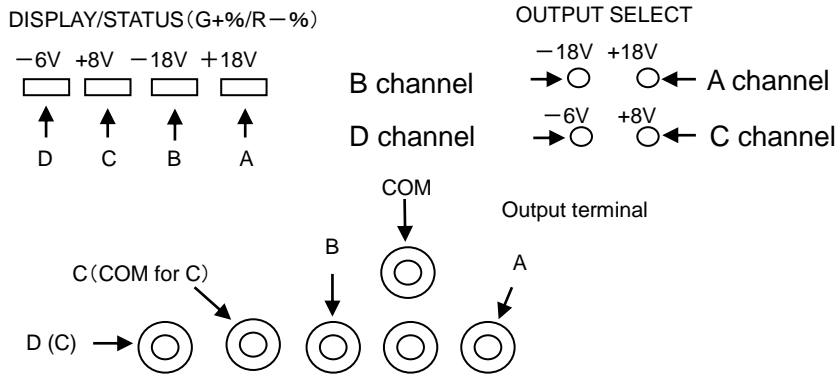 DISPLAY/STATUS（G+%/R－%）
－6V +8V －18V ＋18V
D C B A
OUTPUT SELECT
－18V +18V
B channel A channel
－6V +8V
D channel C channel
COM
Output terminal
B
A
C（COM for C）
D (C)